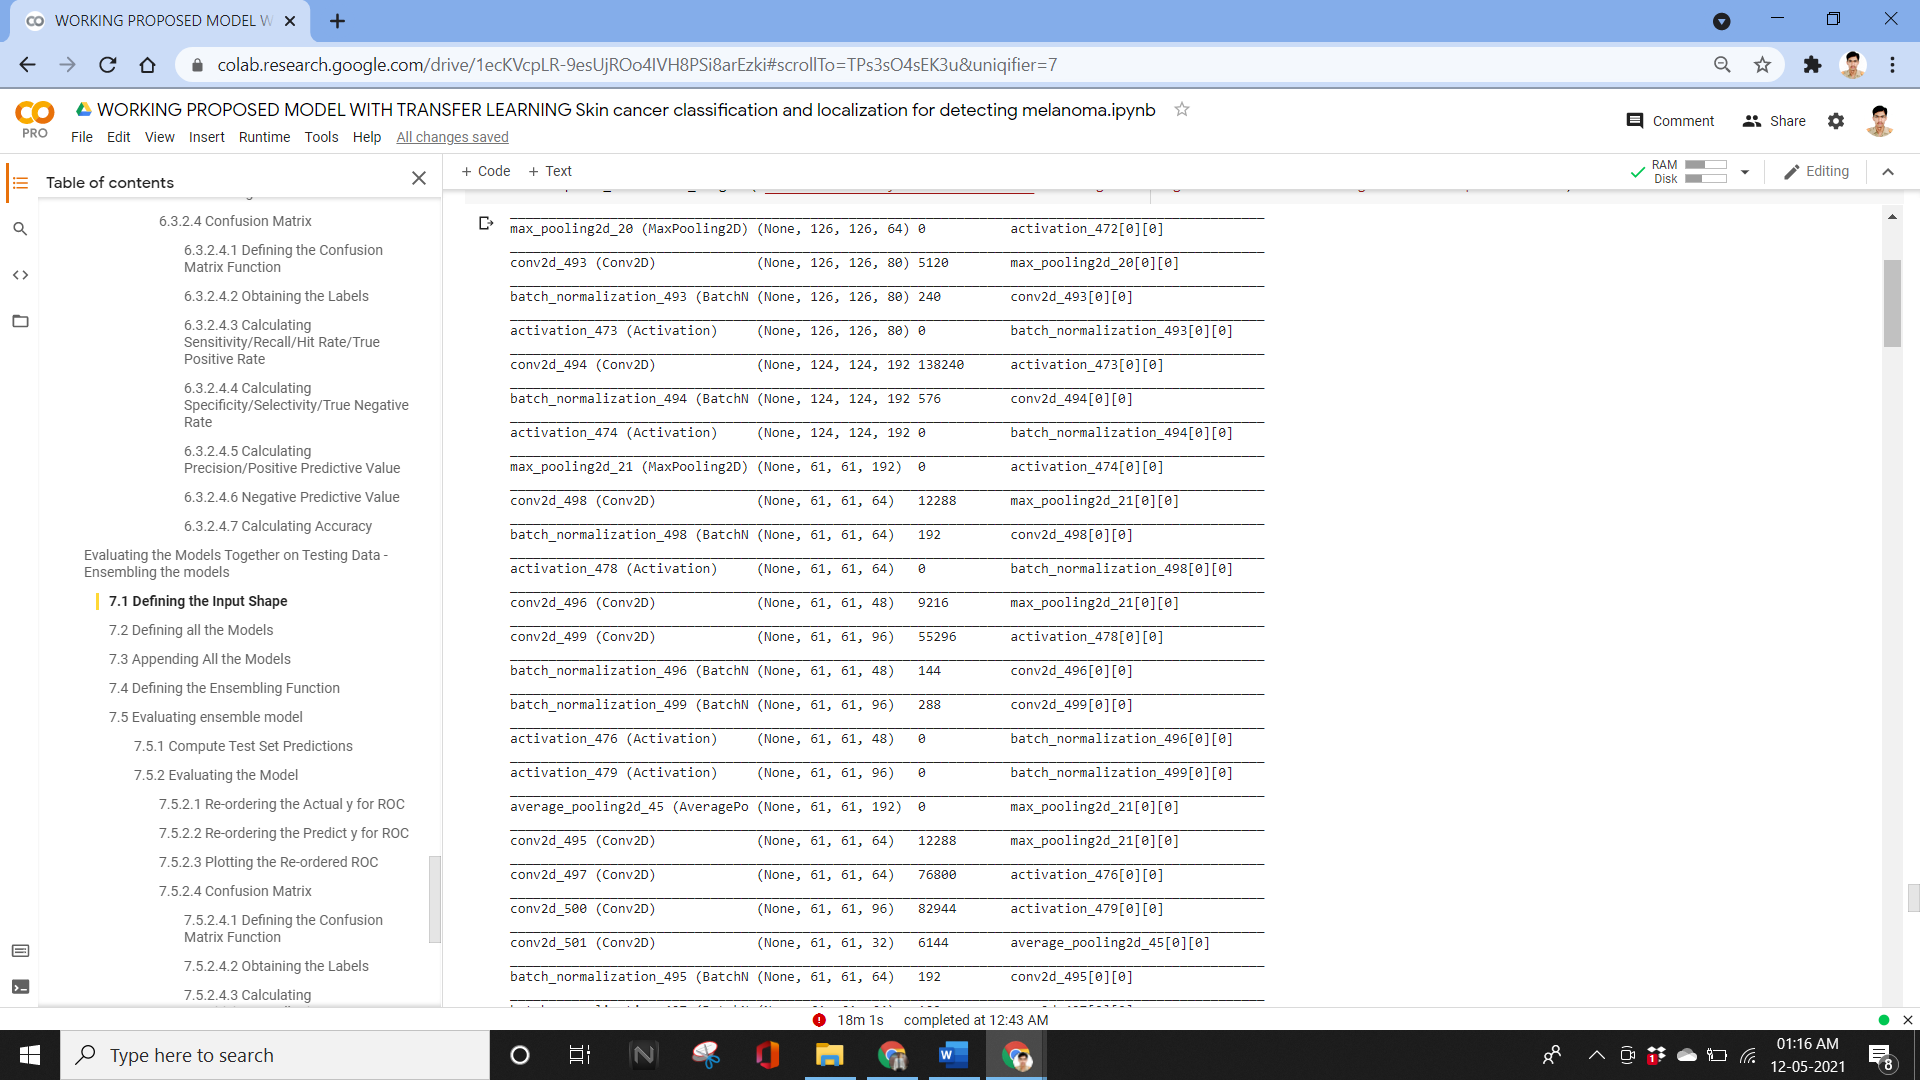 WORKING PROPOSED MODEL W
colab.research.google.com/drive/1ecKVcpLR-9esUjROo4IVH8PSi8arEzki#scrollTo=TPs3sO4sEK3u&uniqifier=7
CO
PRO
WORKING PROPOSED MODEL WITH TRANSFER LEARNING Skin cancer classification and localization for detecting melanoma.ipynb
Comment
Share
File Edit View Insert Runtime Tools Help All changes saved
Table of contents
+ Code + Text
RAM
Disk
Editing
6.3.2.4 Confusion Matrix
6.3.2.4.1 Defining the Confusion
Matrix Function
6.3.2.4.2 Obtaining the Labels
6.3.2.4.3 Calculating
Sensitivity/Recall/Hit Rate/True
Positive Rate
6.3.2.4.4 Calculating
Specificity/Selectivity/True Negative
Rate
6.3.2.4.5 Calculating
Precision/Positive Predictive Value
6.3.2.4.6 Negative Predictive Value
6.3.2.4.7 Calculating Accuracy
Evaluating the Models Together on Testing Data -
Ensembling the models
7.1 Defining the Input Shape
7.2 Defining all the Models
7.3 Appending All the Models
7.4 Defining the Ensembling Function
7.5 Evaluating ensemble model
7.5.1 Compute Test Set Predictions
7.5.2 Evaluating the Model
7.5.2.1 Re-ordering the Actual y for ROC
7.5.2.2 Re-ordering the Predict y for ROC
7.5.2.3 Plotting the Re-ordered ROC
7.5.2.4 Confusion Matrix
7.5.2.4.1 Defining the Confusion
Matrix Function
7.5.2.4.2 Obtaining the Labels
7.5.2.4.3 Calculating
max_pooling2d_20 (MaxPooling2D) (None, 126, 126, 64) 0 activation_472[0][0]
conv2d_493 (Conv2D) (None, 126, 126, 80) 5120 max_pooling2d_20[0][0]
batch_normalization_493 (BatchN (None, 126, 126, 80) 240 conv2d_493[0][0]
activation_473 (Activation) (None, 126, 126, 80) 0 batch_normalization_493[0][0]
conv2d_494 (Conv2D) (None, 124, 124, 192 138240 activation_473[0][0]
batch_normalization_494 (BatchN (None, 124, 124, 192 576 conv2d_494[0][0]
activation_474 (Activation) (None, 124, 124, 192 0 batch_normalization_494[0][0]
max_pooling2d_21 (MaxPooling2D) (None, 61, 61, 192) 0 activation_474[0][0]
conv2d_498 (Conv2D) (None, 61, 61, 64) 12288 max_pooling2d_21[0][0]
batch_normalization_498 (BatchN (None, 61, 61, 64) 192 conv2d_498[0][0]
activation_478 (Activation) (None, 61, 61, 64) 0 batch_normalization_498[0][0]
conv2d_496 (Conv2D) (None, 61, 61, 48) 9216 max_pooling2d_21[0][0]
conv2d_499 (Conv2D) (None, 61, 61, 96) 55296 activation_478[0][0]
batch_normalization_496 (BatchN (None, 61, 61, 48) 144 conv2d_496[0][0]
batch_normalization_499 (BatchN (None, 61, 61, 96) 288 conv2d_499[0][0]
activation_476 (Activation) (None, 61, 61, 48) 0 batch_normalization_496[0][0]
activation_479 (Activation) (None, 61, 61, 96) 0 batch_normalization_499[0][0]
average_pooling2d_45 (AveragePo (None, 61, 61, 192) 0 max_pooling2d_21[0][0]
conv2d_495 (Conv2D) (None, 61, 61, 64) 12288 max_pooling2d_21[0][0]
conv2d_497 (Conv2D) (None, 61, 61, 64) 76800 activation_476[0][0]
conv2d_500 (Conv2D) (None, 61, 61, 96) 82944 activation_479[0][0]
conv2d_501 (Conv2D) (None, 61, 61, 32) 6144 average_pooling2d_45[0][0]
batch_normalization_495 (BatchN (None, 61, 61, 64) 192 conv2d_495[0][0]
18m 1s completed at 12:43 AM
Type here to search
01:16 AM
12-05-2021
8